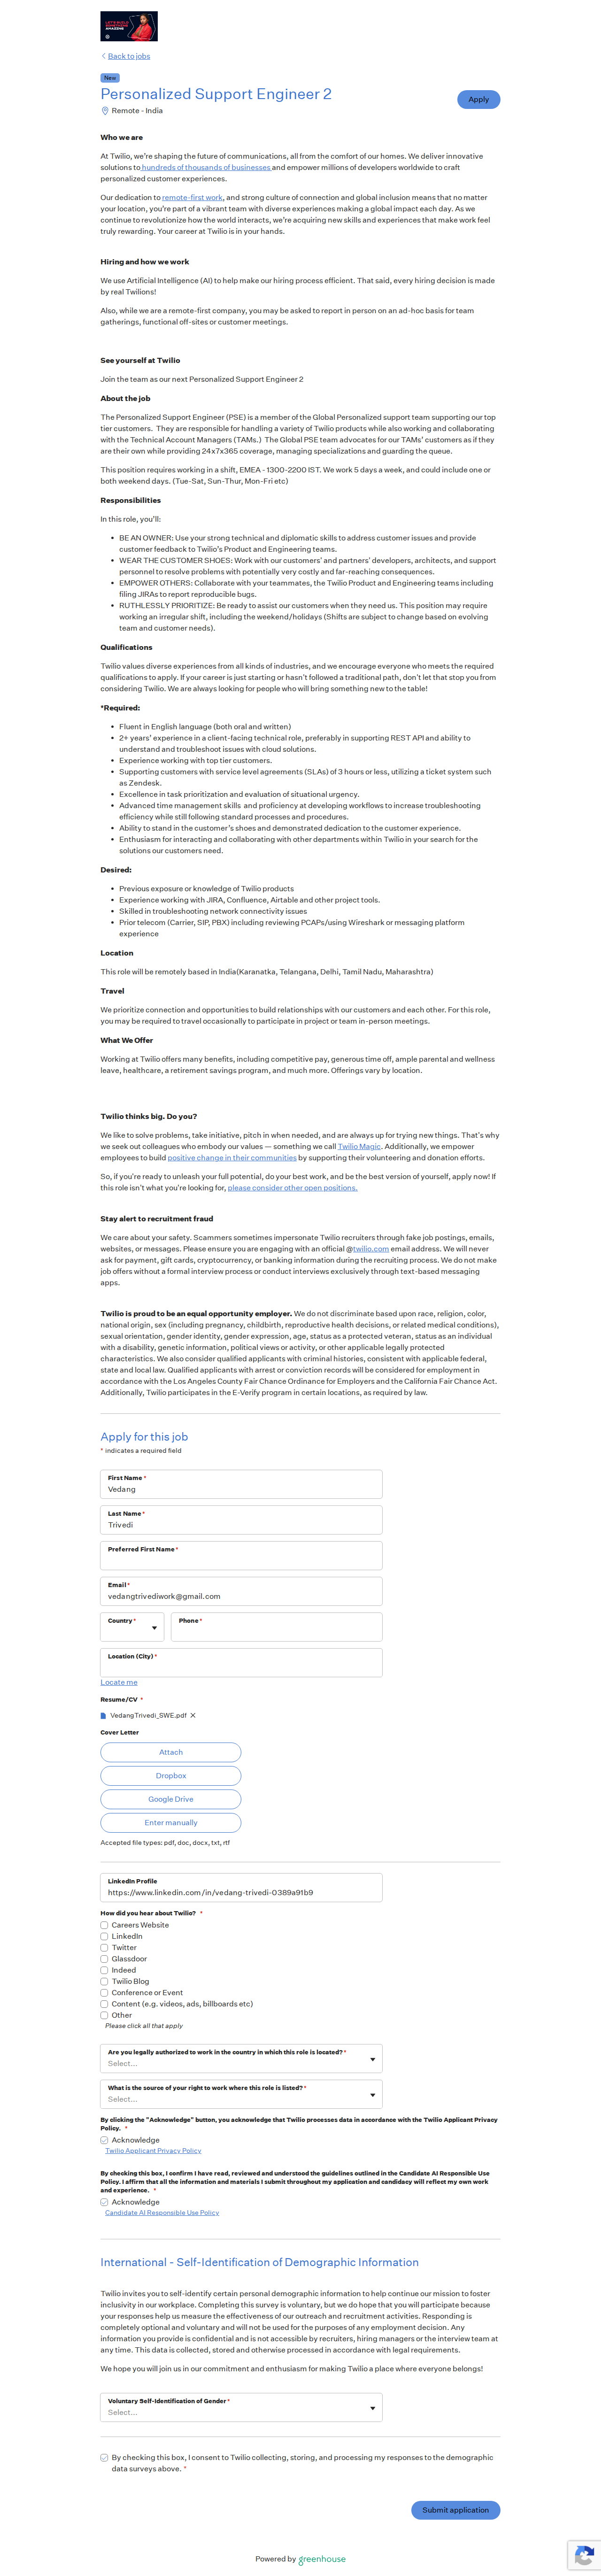 LET'S BUILD
SOMETHING
AMAZING
Back to jobs
New
Personalized Support Engineer 2
Remote - India
Apply
Who we are
At Twilio, we're shaping the future of communications, all from the comfort of our homes. We deliver innovative
solutions to hundreds of thousands of businesses and empower millions of developers worldwide to craft
personalized customer experiences.
Our dedication to remote-first work, and strong culture of connection and global inclusion means that no matter
your location, you're part of a vibrant team with diverse experiences making a global impact each day. As we
continue to revolutionize how the world interacts, we're acquiring new skills and experiences that make work feel
truly rewarding. Your career at Twilio is in your hands.
Hiring and how we work
We use Artificial Intelligence (AI) to help make our hiring process efficient. That said, every hiring decision is made
by real Twilions!
Also, while we are a remote-first company, you may be asked to report in person on an ad-hoc basis for team
gatherings, functional off-sites or customer meetings.
See yourself at Twilio
Join the team as our next Personalized Support Engineer 2
About the job
The Personalized Support Engineer (PSE) is a member of the Global Personalized support team supporting our top
tier customers.  They are responsible for handling a variety of Twilio products while also working and collaborating
with the Technical Account Managers (TAMs.)  The Global PSE team advocates for our TAMs' customers as if they
are their own while providing 24x7x365 coverage, managing specializations and guarding the queue.
This position requires working in a shift, EMEA - 1300-2200 IST. We work 5 days a week, and could include one or
both weekend days. (Tue-Sat, Sun-Thur, Mon-Fri etc)
Responsibilities
In this role, you'll:
• BE AN OWNER: Use your strong technical and diplomatic skills to address customer issues and provide
customer feedback to Twilio's Product and Engineering teams.
• WEAR THE CUSTOMER SHOES: Work with our customers' and partners' developers, architects, and support
personnel to resolve problems with potentially very costly and far-reaching consequences.
• EMPOWER OTHERS: Collaborate with your teammates, the Twilio Product and Engineering teams including
filing JIRAs to report reproducible bugs.
• RUTHLESSLY PRIORITIZE: Be ready to assist our customers when they need us. This position may require
working an irregular shift, including the weekend/holidays (Shifts are subject to change based on evolving
team and customer needs).
Qualifications
Twilio values diverse experiences from all kinds of industries, and we encourage everyone who meets the required
qualifications to apply. If your career is just starting or hasn't followed a traditional path, don't let that stop you from
considering Twilio. We are always looking for people who will bring something new to the table!
*Required:
• Fluent in English language (both oral and written)
• 2+ years' experience in a client-facing technical role, preferably in supporting REST API and ability to
understand and troubleshoot issues with cloud solutions.
• Experience working with top tier customers.
• Supporting customers with service level agreements (SLAs) of 3 hours or less, utilizing a ticket system such
as Zendesk.
• Excellence in task prioritization and evaluation of situational urgency.
• Advanced time management skills  and proficiency at developing workflows to increase troubleshooting
efficiency while still following standard processes and procedures.
• Ability to stand in the customer's shoes and demonstrated dedication to the customer experience.
• Enthusiasm for interacting and collaborating with other departments within Twilio in your search for the
solutions our customers need.
Desired:
• Previous exposure or knowledge of Twilio products
• Experience working with JIRA, Confluence, Airtable and other project tools.
• Skilled in troubleshooting network connectivity issues
• Prior telecom (Carrier, SIP, PBX) including reviewing PCAPs/using Wireshark or messaging platform
experience
Location
This role will be remotely based in India(Karanatka, Telangana, Delhi, Tamil Nadu, Maharashtra)
Travel
We prioritize connection and opportunities to build relationships with our customers and each other. For this role,
you may be required to travel occasionally to participate in project or team in-person meetings.
What We Offer
Working at Twilio offers many benefits, including competitive pay, generous time off, ample parental and wellness
leave, healthcare, a retirement savings program, and much more. Offerings vary by location.
Twilio thinks big. Do you?
We like to solve problems, take initiative, pitch in when needed, and are always up for trying new things. That's why
we seek out colleagues who embody our values — something we call Twilio Magic. Additionally, we empower
employees to build positive change in their communities by supporting their volunteering and donation efforts.
So, if you're ready to unleash your full potential, do your best work, and be the best version of yourself, apply now! If
this role isn't what you're looking for, please consider other open positions.
Stay alert to recruitment fraud
We care about your safety. Scammers sometimes impersonate Twilio recruiters through fake job postings, emails,
websites, or messages. Please ensure you are engaging with an official @twilio.com email address. We will never
ask for payment, gift cards, cryptocurrency, or banking information during the recruiting process. We do not make
job offers without a formal interview process or conduct interviews exclusively through text-based messaging
apps.
Twilio is proud to be an equal opportunity employer. We do not discriminate based upon race, religion, color,
national origin, sex (including pregnancy, childbirth, reproductive health decisions, or related medical conditions),
sexual orientation, gender identity, gender expression, age, status as a protected veteran, status as an individual
with a disability, genetic information, political views or activity, or other applicable legally protected
characteristics. We also consider qualified applicants with criminal histories, consistent with applicable federal,
state and local law. Qualified applicants with arrest or conviction records will be considered for employment in
accordance with the Los Angeles County Fair Chance Ordinance for Employers and the California Fair Chance Act.
Additionally, Twilio participates in the E-Verify program in certain locations, as required by law.
Apply for this job
* indicates a required field
First Name *
Vedang
Last Name *
Trivedi
Preferred First Name *
Email *
vedangtrivediwork@gmail.com
Country *
Phone *
Location (City) *
Locate me
Resume/CV *
VedangTrivedi_SWE.pdf
Cover Letter
Attach
Dropbox
Google Drive
Enter manually
Accepted file types: pdf, doc, docx, txt, rtf
LinkedIn Profile
https://www.linkedin.com/in/vedang-trivedi-0389a91b9
How did you hear about Twilio? *
Careers Website
LinkedIn
Twitter
Glassdoor
Indeed
Twilio Blog
Conference or Event
Content (e.g. videos, ads, billboards etc)
Other
Please click all that apply
Are you legally authorized to work in the country in which this role is located? *
Select...
What is the source of your right to work where this role is listed? *
Select...
By clicking the "Acknowledge" button, you acknowledge that Twilio processes data in accordance with the Twilio Applicant Privacy
Policy. *
Acknowledge
Twilio Applicant Privacy Policy
By checking this box, I confirm I have read, reviewed and understood the guidelines outlined in the Candidate AI Responsible Use
Policy. I affirm that all the information and materials I submit throughout my application and candidacy will reflect my own work
and experience. *
Acknowledge
Candidate AI Responsible Use Policy
International - Self-Identification of Demographic Information
Twilio invites you to self-identify certain personal demographic information to help continue our mission to foster
inclusivity in our workplace. Completing this survey is voluntary, but we do hope that you will participate because
your responses help us measure the effectiveness of our outreach and recruitment activities. Responding is
completely optional and voluntary and will not be used for the purposes of any employment decision. Any
information you provide is confidential and is not accessible by recruiters, hiring managers or the interview team at
any time. This data is collected, stored and otherwise processed in accordance with legal requirements.
We hope you will join us in our commitment and enthusiasm for making Twilio a place where everyone belongs!
Voluntary Self-Identification of Gender *
Select...
By checking this box, I consent to Twilio collecting, storing, and processing my responses to the demographic
data surveys above. *
Submit application
Powered by greenhouse